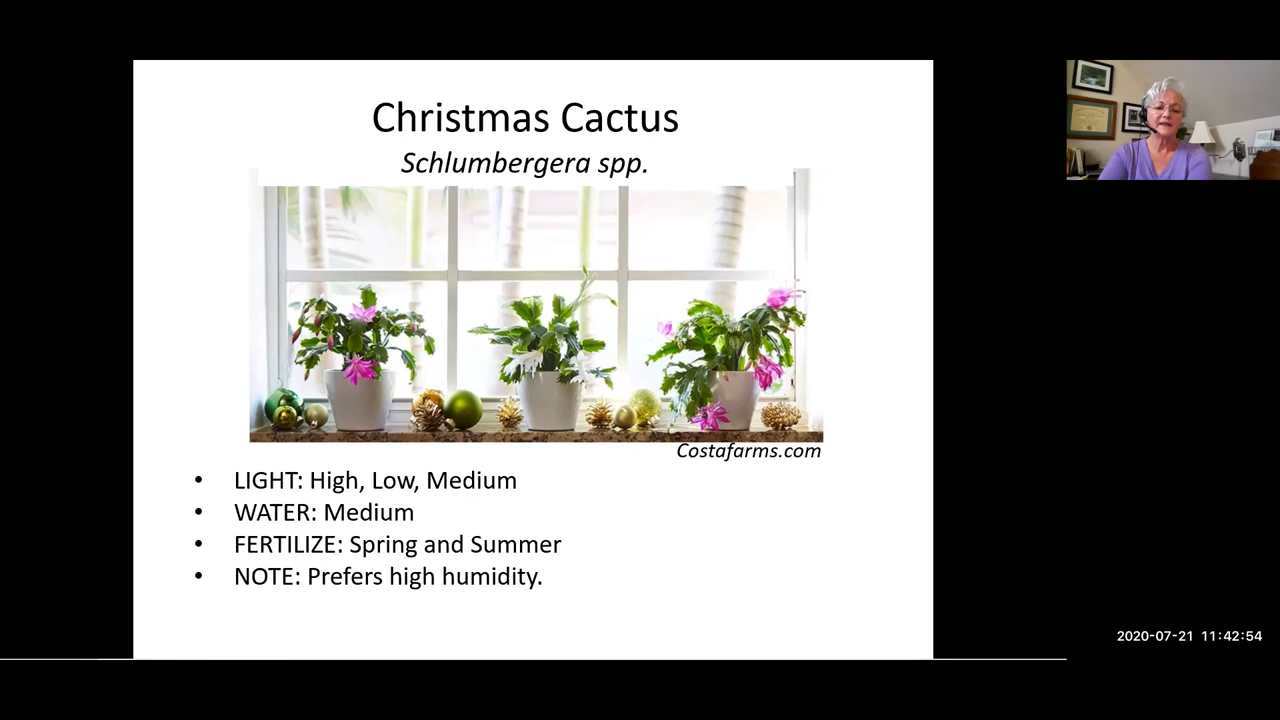 Christmas Cactus
Schlumbergera spp.
Costafarms.com
• LIGHT: High, Low, Medium
• WATER: Medium
• FERTILIZE: Spring and Summer
• NOTE: Prefers high humidity.
2020-07-21 11:42:54